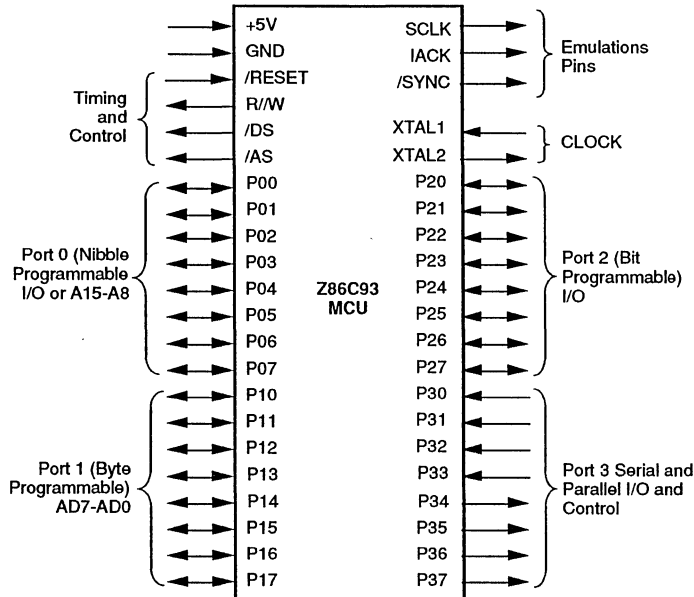 +5V
GND
/RESET
R//W
/DS
/AS
Timing
and
Control
P00
P01
P02
P03
P04
P05
P06
P07
Port 0 (Nibble
Programmable
I/O or A15-A8
P10
P11
P12
P13
P14
P15
P16
P17
Port 1 (Byte
Programmable)
AD7-AD0
Z86C93
MCU
SCLK
IACK
/SYNC
Emulations
Pins
XTAL1
XTAL2
CLOCK
P20
P21
P22
P23
P24
P25
P26
P27
Port 2 (Bit
Programmable)
I/O
P30
P31
P32
P33
P34
P35
P36
P37
Port 3 Serial and
Parallel I/O and
Control